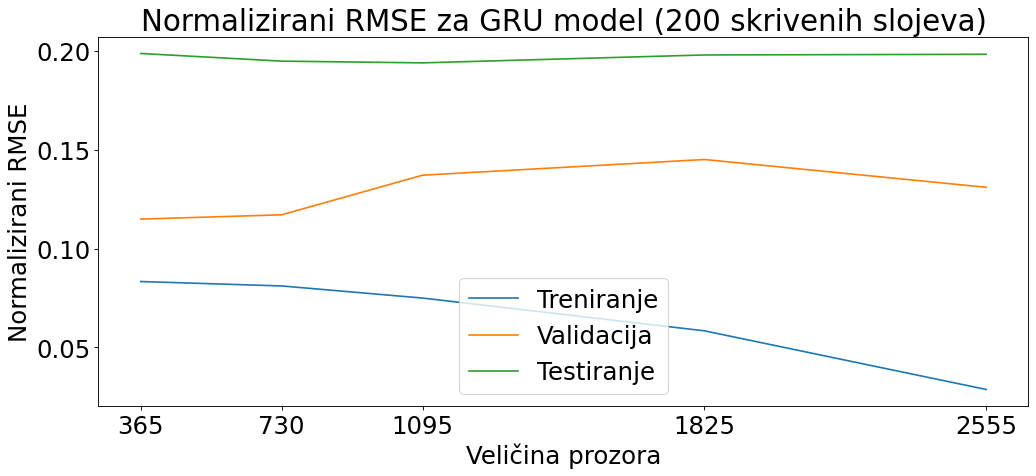 Normalizirani RMSE za GRU model (200 skrivenih slojeva)
Normalizirani RMSE
0.20
0.15
0.10
0.05
Treniranje
Validacija
Testiranje
365 730 1095 1825 2555
Veličina prozora